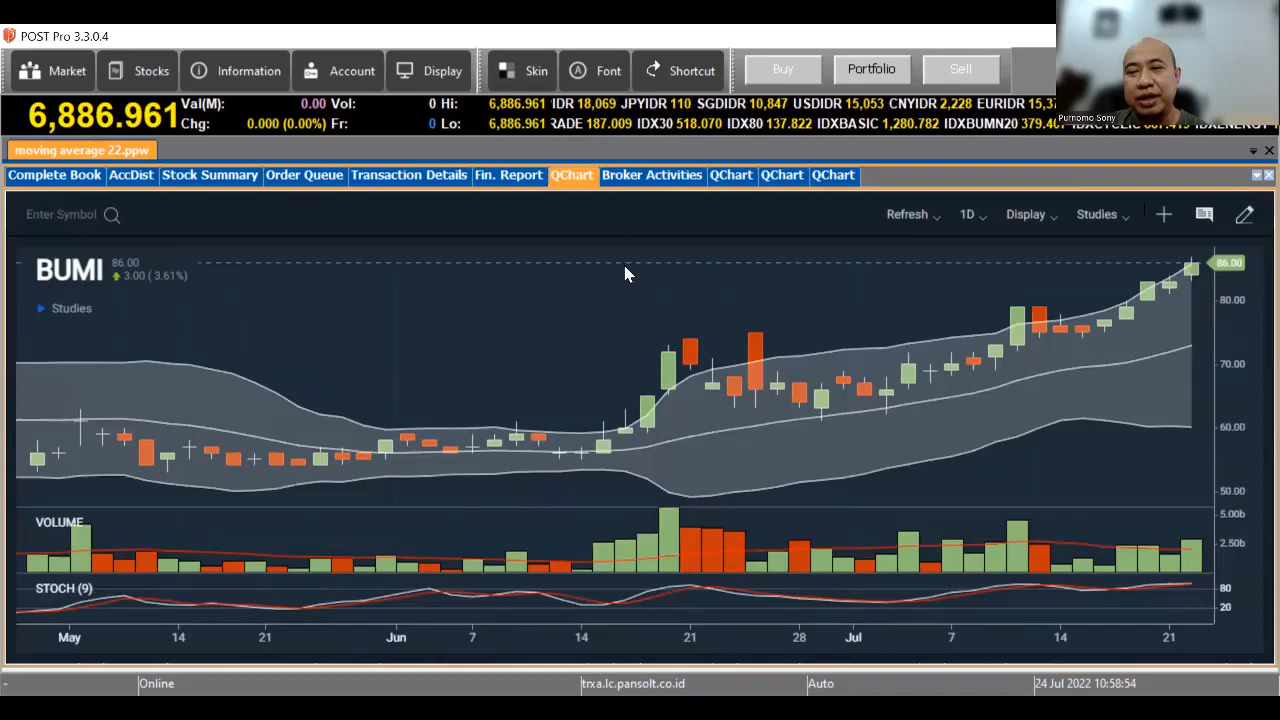 POST Pro 3.3.0.4
Market Stocks Information Account Display Skin Font Shortcut Buy Portfolio Sell
Purnomo Sony
6,886.961 Val(M): 0.00 Vol: 0 Hi: 6,886.961 IDR 18,069 JPYIDR 110 SGDIDR 10,847 USDIDR 15,053 CNYIDR 2,228 EURIDR
Chg: 0.000 (0.00%) Fr: 0 Lo: 6,886.961 RADE 187.009 IDX30 518.070 IDX80 137.822 IDXBASIC 1,280.782 IDXBUMN20
moving average 22.ppw
Complete Book AccDist Stock Summary Order Queue Transaction Details Fin. Report QChart Broker Activities QChart QChart QChart
Enter Symbol Refresh 1D Display Studies
BUMI 86.00
3.00 ( 3.61%)
Studies
86.00
80.00
70.00
60.00
50.00
VOLUME
5.00b
2.50b
STOCH (9)
80
20
May 14 21 Jun 7 14 21 28 Jul 7 14 21
- Online trxa.lc.pansolt.co.id Auto 24 Jul 2022 10:58:54